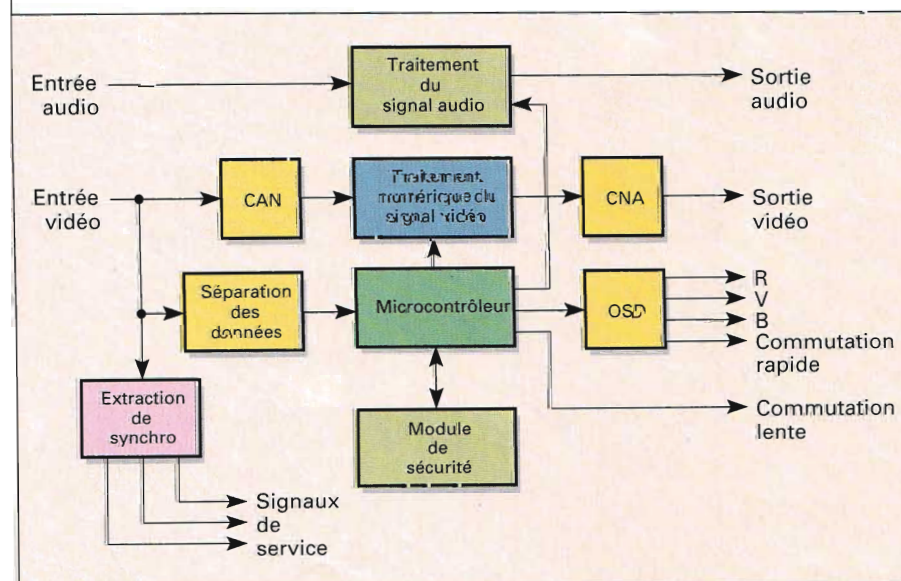 Entrée
audio
Traitement
du
signal audio
Sortie
audio
Entrée
vidéo
CAN
Traitement
numérique du
signal vidéo
CNA
Sortie
vidéo
Séparation
des
données
Microcontrôleur
OSD
R
V
B
Commutation
rapide
Commutation
lente
Extraction
de
synchro
Module
de
sécurité
Signaux
de
service